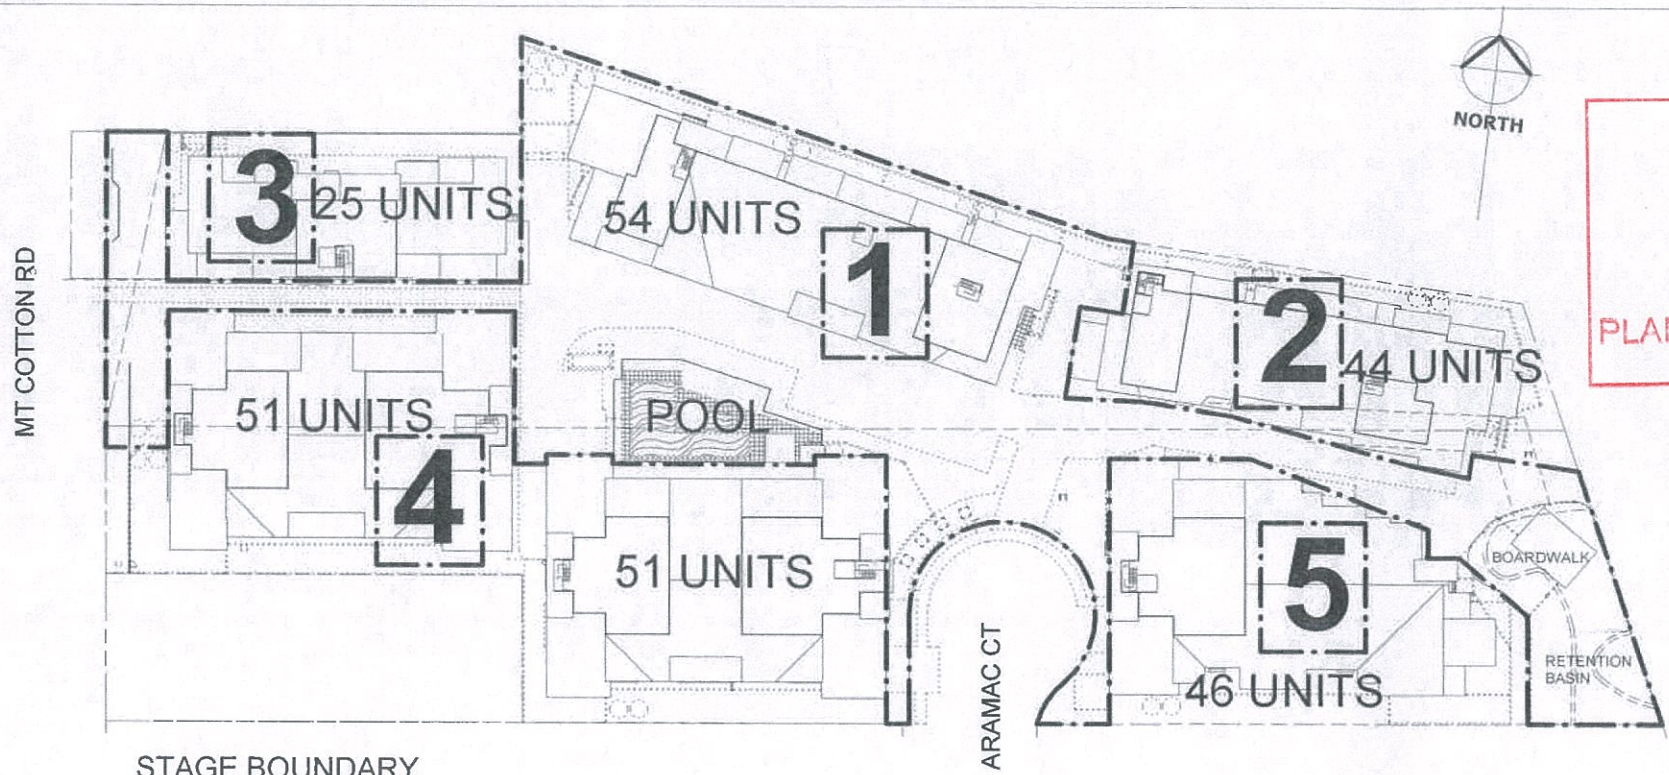 NORTH
3
25 UNITS
54 UNITS
1
2
44 UNITS
PLAN
MT COTTON RD
51 UNITS
4
POOL
51 UNITS
5
46 UNITS
BOARDWALK
RETENTION
BASIN
ARAMAC CT
STAGE BOUNDARY